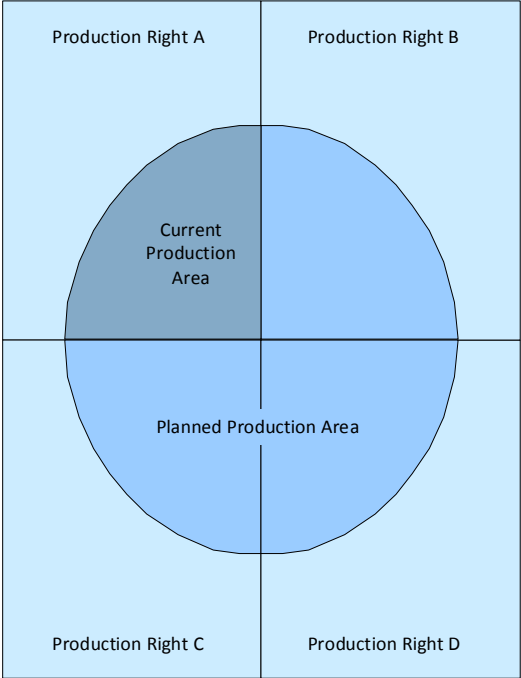 Production Right A
Production Right B
Current
Production
Area
Planned Production Area
Production Right C
Production Right D